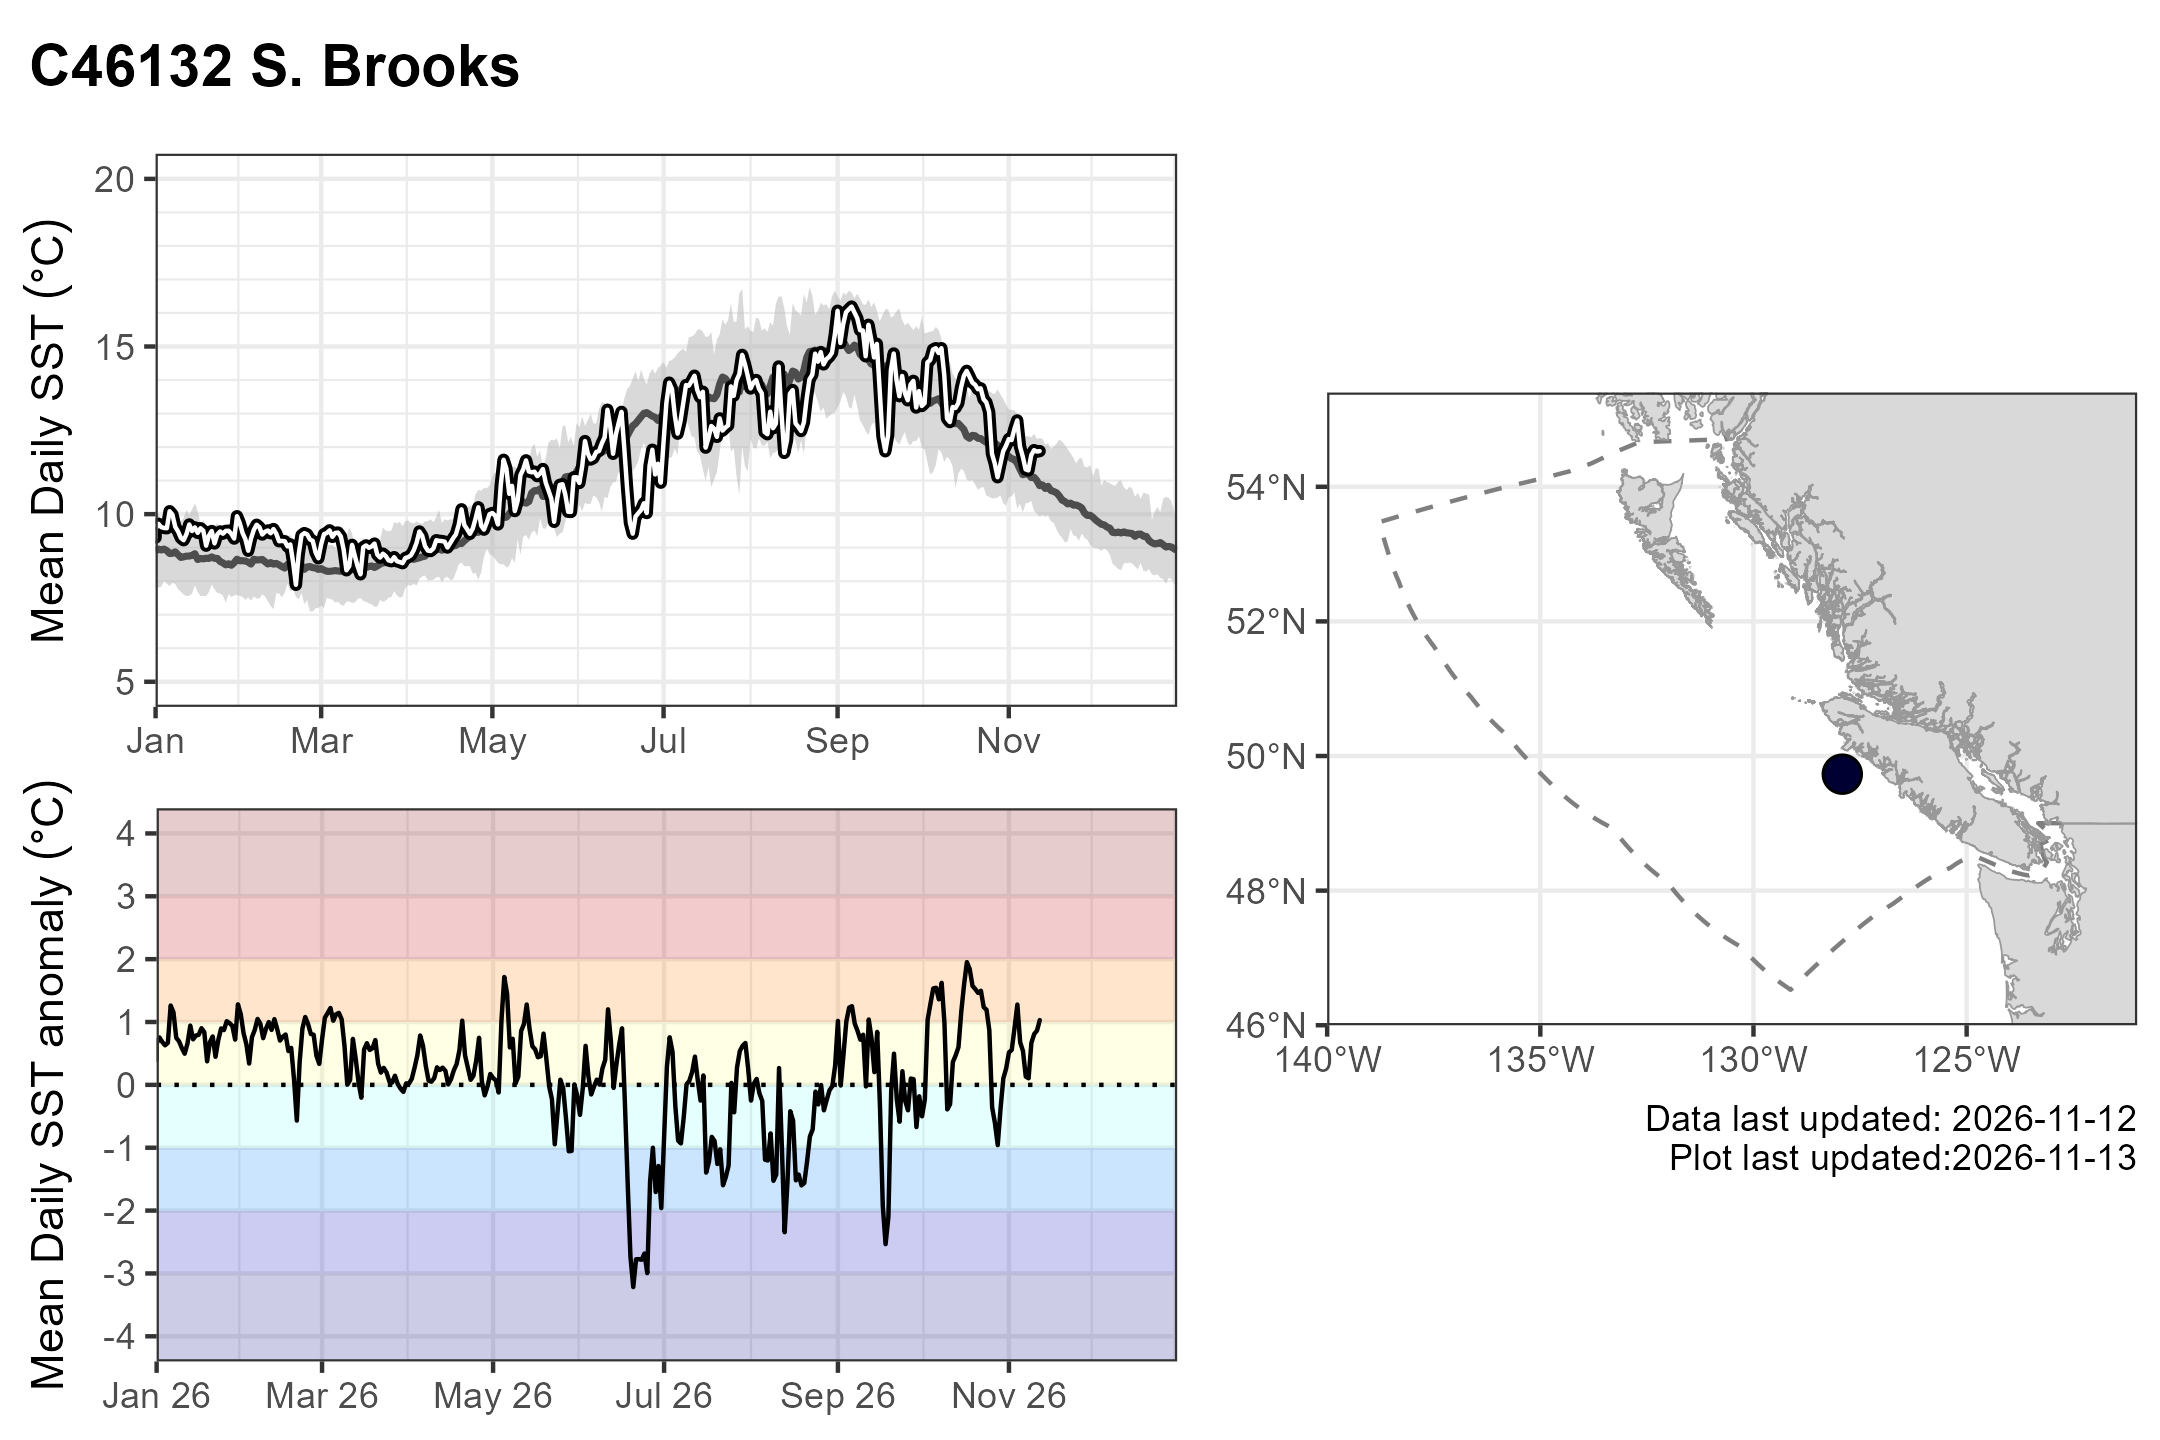 C46132 S. Brooks
Mean Daily SST (°C)
20
15
10
5
Jan Mar May Jul Sep Nov
Mean Daily SST anomaly (°C)
4
3
2
1
0
-1
-2
-3
-4
Jan 26 Mar 26 May 26 Jul 26 Sep 26 Nov 26
54°N
52°N
50°N
48°N
46°N
140°W 135°W 130°W 125°W
Data last updated: 2026-11-12
Plot last updated:2026-11-13